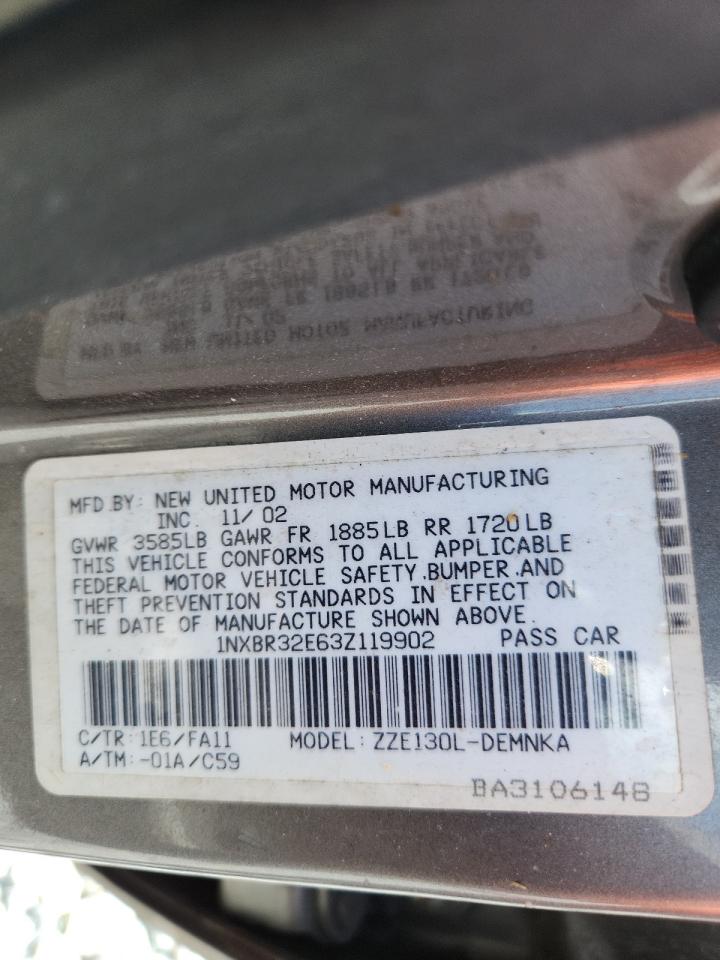 MFD.BY: NEW UNITED MOTOR MANUFACTURING
INC. 11/02
GVWR 3585LB GAWR FR 1885LB RR 1720LB
THIS VEHICLE CONFORMS TO ALL APPLICABLE
FEDERAL MOTOR VEHICLE SAFETY.BUMPER.AND
THEFT PREVENTION STANDARDS IN EFFECT ON
THE DATE OF MANUFACTURE SHOWN ABOVE.
1NXBR32E63Z119902 PASS CAR
C/TR:1E6/FA11 MODEL:ZZE130L-DEMNKA
A/TM:-01A/C59
BA3106148